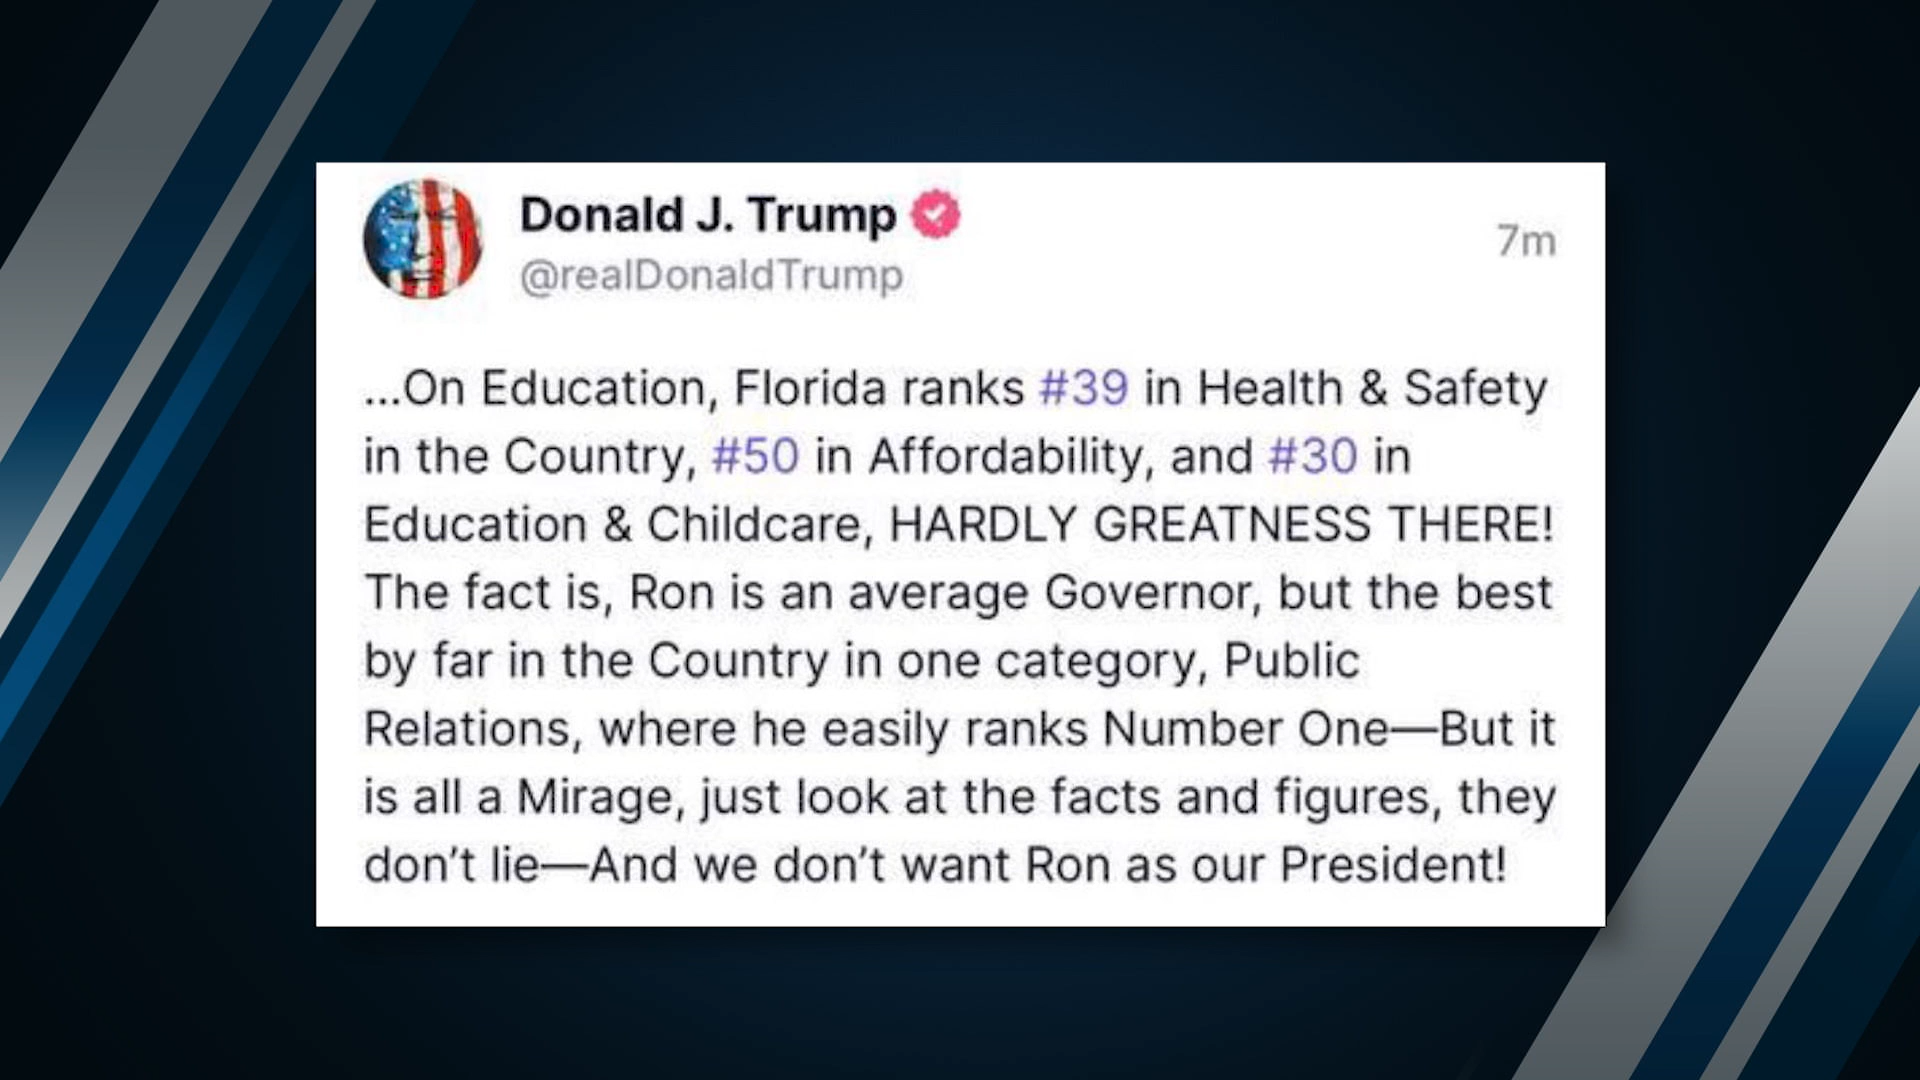 Donald J. Trump
@realDonaldTrump
7m
...On Education, Florida ranks #39 in Health & Safety
in the Country, #50 in Affordability, and #30 in
Education & Childcare, HARDLY GREATNESS THERE!
The fact is, Ron is an average Governor, but the best
by far in the Country in one category, Public
Relations, where he easily ranks Number One—But it
is all a Mirage, just look at the facts and figures, they
don't lie—And we don't want Ron as our President!